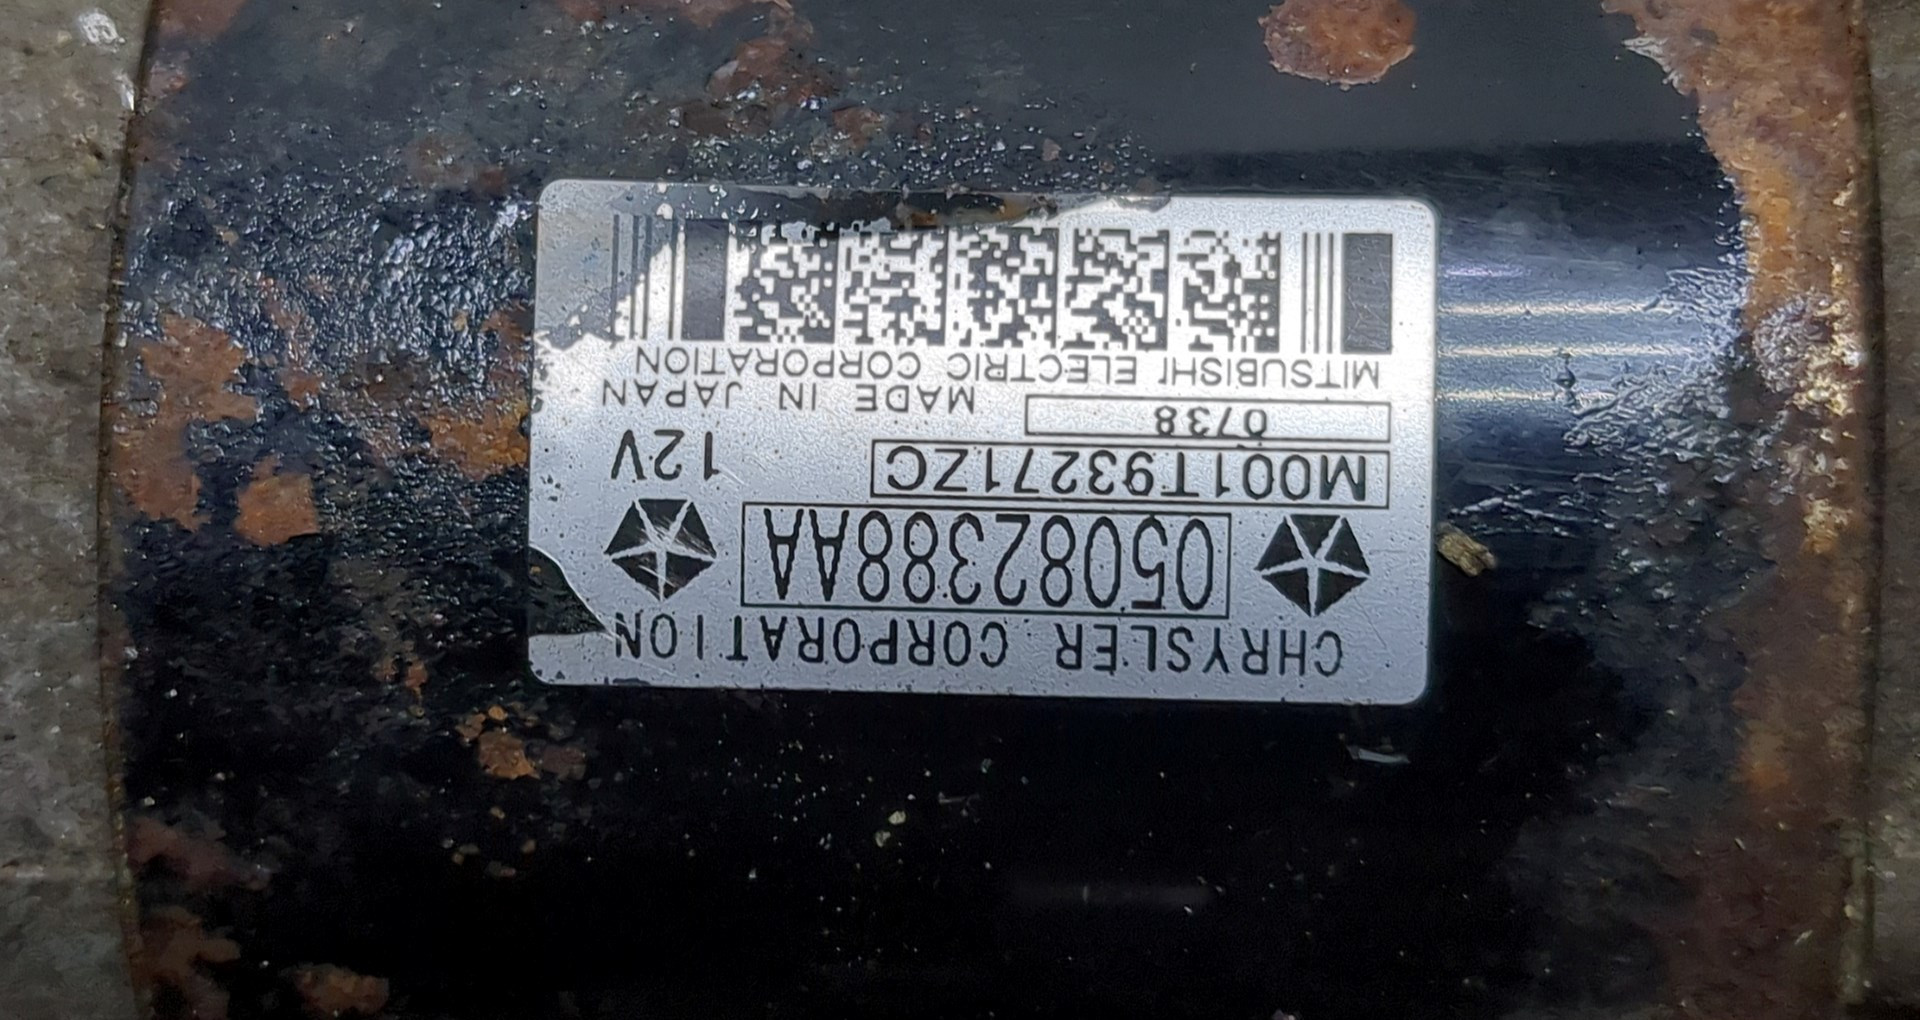 CHRYSLER CORPORATION
05082388AA
M001T93271ZC 12V
0738 MADE IN JAPAN
MITSUBISHI ELECTRIC CORPORATION